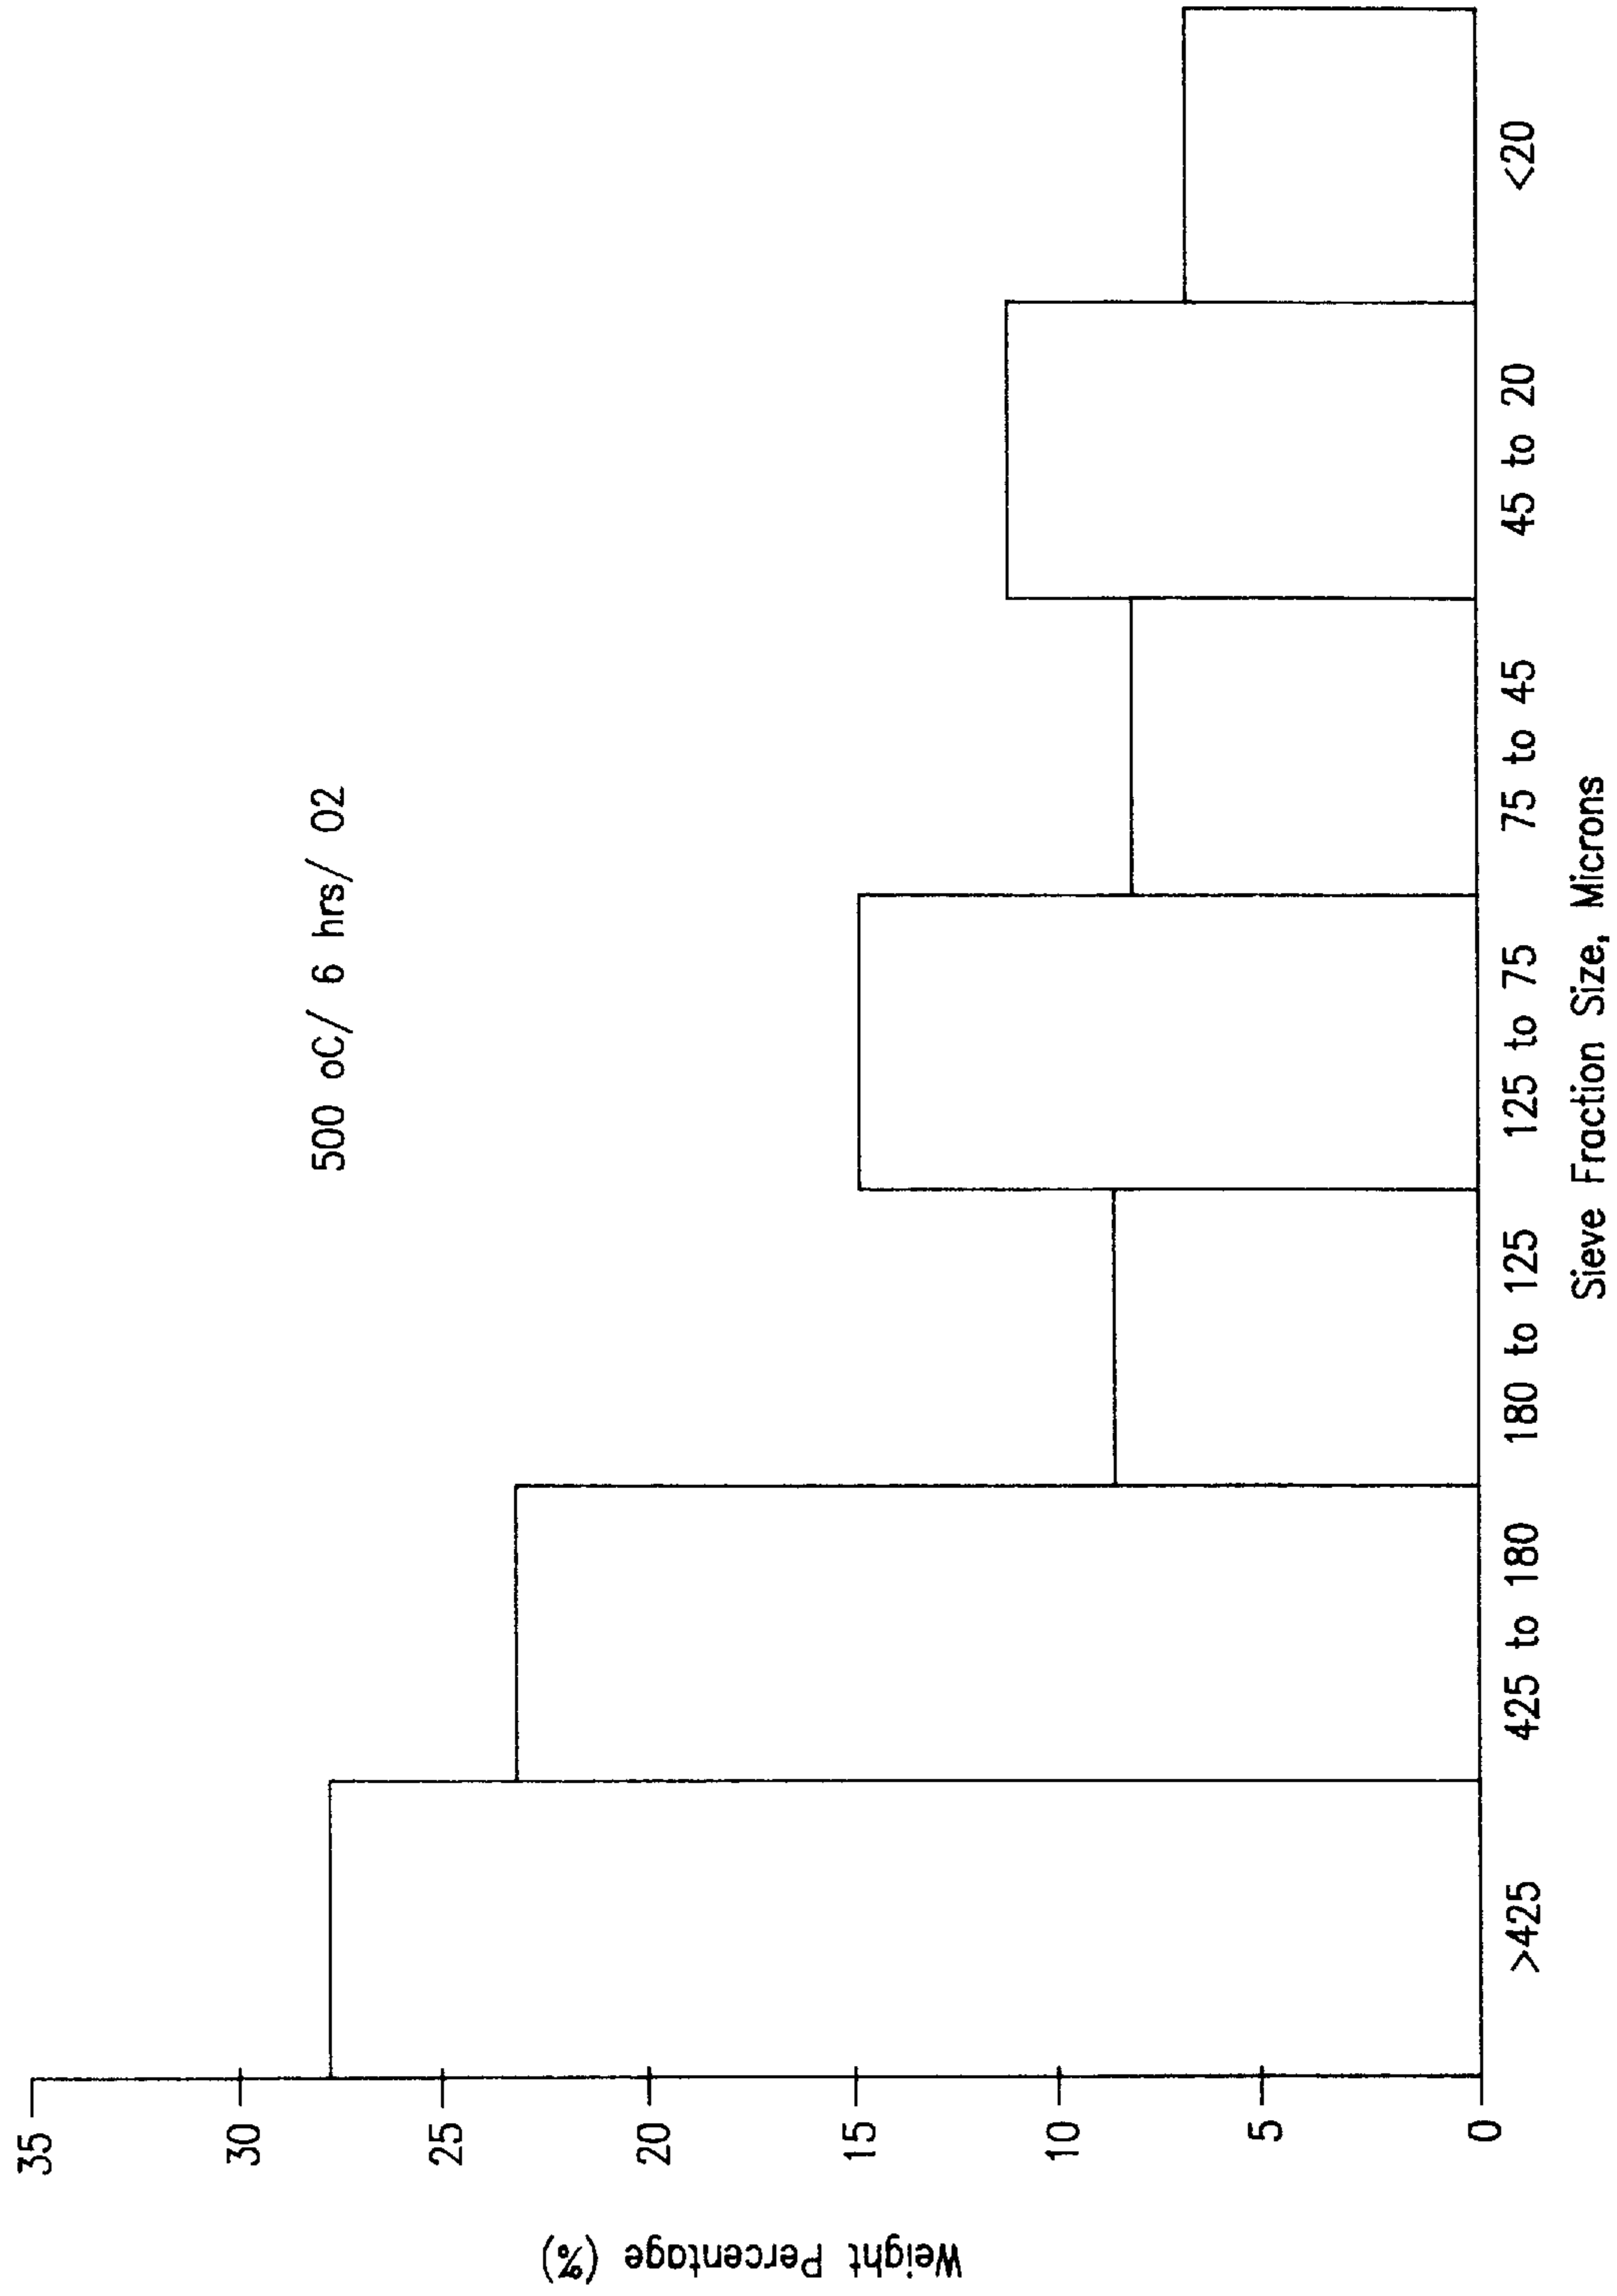 500 oC/ 6 hrs/ O2
Weight Percentage (%)
35
30
25
20
15
10
5
0
>425
425 to 180
180 to 125
125 to 75
75 to 45
45 to 20
<20
Sieve Fraction Size, Microns